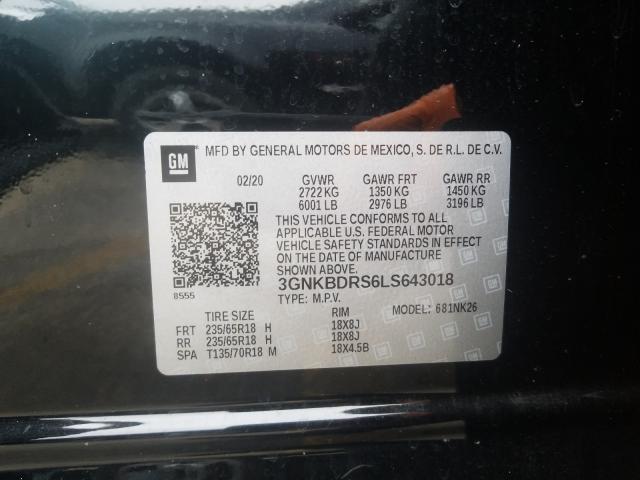 GM MFD BY GENERAL MOTORS DE MEXICO, S. DE R.L. DE C.V.
02/20 GVWR GAWR FRT GAWR RR
2722 KG 1350 KG 1450 KG
6001 LB 2976 LB 3196 LB
THIS VEHICLE CONFORMS TO ALL
APPLICABLE U.S. FEDERAL MOTOR
VEHICLE SAFETY STANDARDS IN EFFECT
ON THE DATE OF MANUFACTURE
SHOWN ABOVE.
8555 3GNKBDRS6LS643018
TYPE: M.P.V.
MODEL: 681NK26
TIRE SIZE RIM
FRT 235/65R18 H 18X8J
RR 235/65R18 H 18X8J
SPA T135/70R18 M 18X4.5B